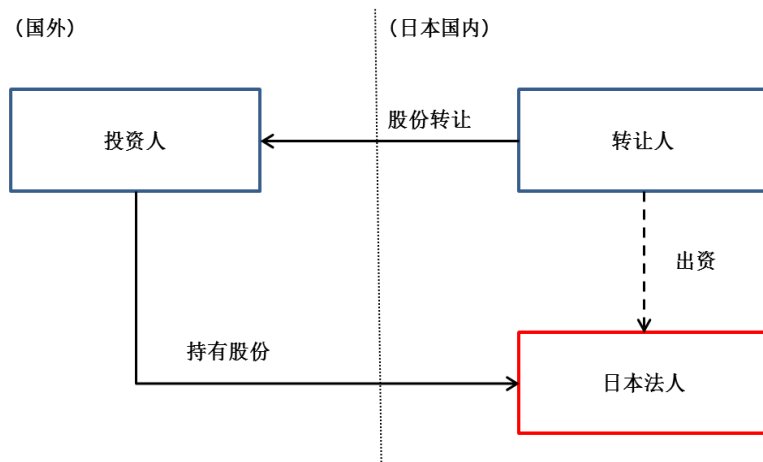 （国外）
（日本国内）
投资人
股份转让
转让人
出资
持有股份
日本法人